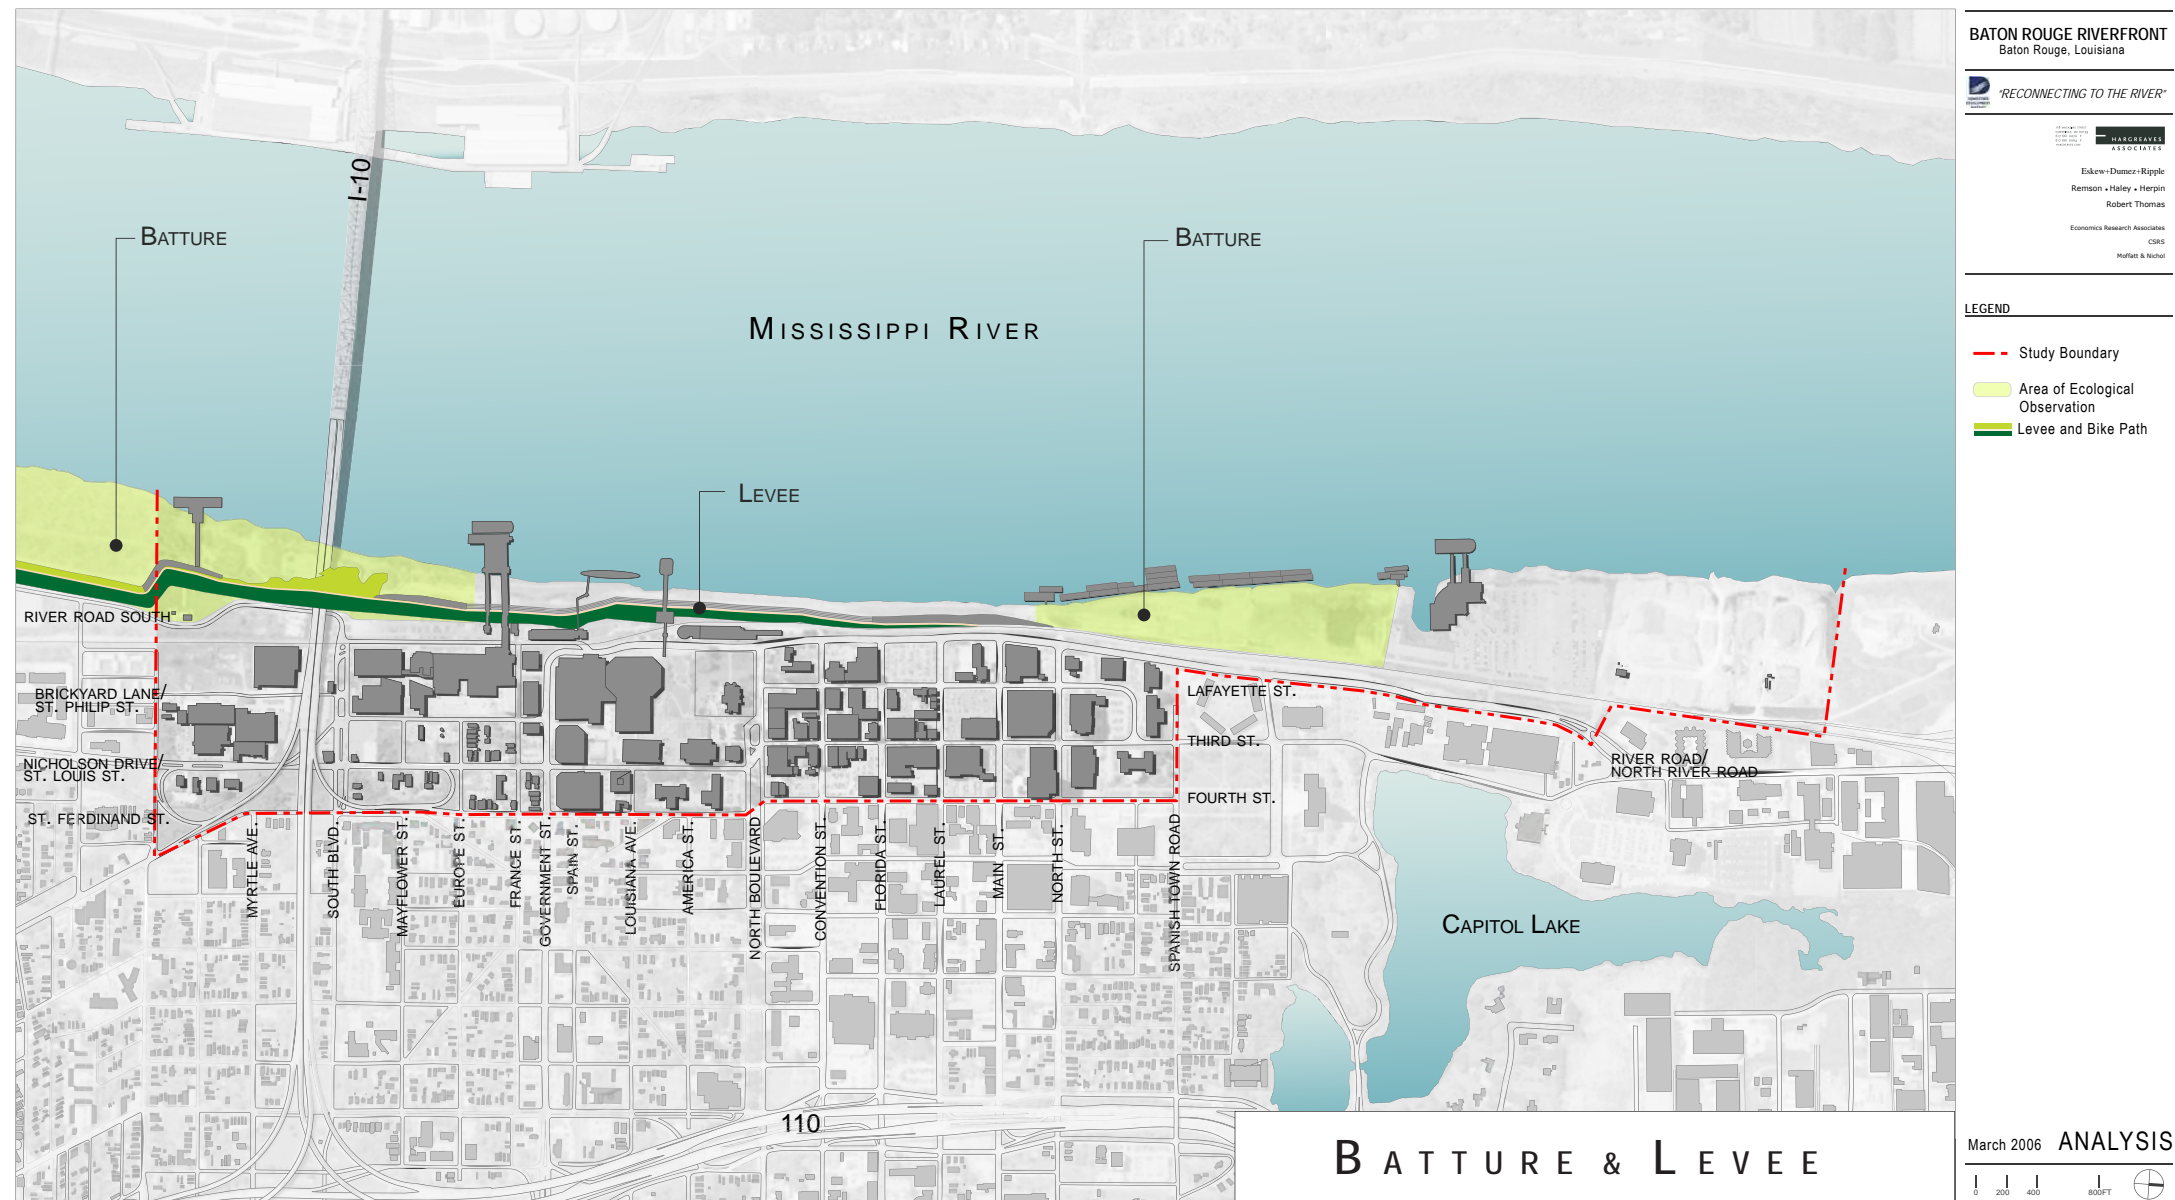 BATON ROUGE RIVERFRONT
Baton Rouge, Louisiana
"RECONNECTING TO THE RIVER"
HARGREAVES
ASSOCIATES
Eskew+Dumez+Ripple
Remson • Haley • Herpin
Robert Thomas
Economics Research Associates
CSRS
Moffatt & Nichol
LEGEND
Study Boundary
Area of Ecological
Observation
Levee and Bike Path
I-10
BATTURE
BATTURE
MISSISSIPPI RIVER
LEVEE
RIVER ROAD SOUTH
BRICKYARD LANE/
ST. PHILIP ST.
NICHOLSON DRIVE/
ST. LOUIS ST.
ST. FERDINAND ST.
LAFAYETTE ST.
THIRD ST.
FOURTH ST.
RIVER ROAD/
NORTH RIVER ROAD
MYRTLE AVE.
SOUTH BLVD.
MAYFLOWER ST.
EUROPE ST.
FRANCE ST.
GOVERNMENT ST.
SPAIN ST.
LOUISIANA AVE.
AMERICA ST.
NORTH BOULEVARD
CONVENTION ST.
FLORIDA ST.
LAUREL ST.
MAIN ST.
NORTH ST.
SPANISH TOWN ROAD
CAPITOL LAKE
110
BATTURE & LEVEE
March 2006 ANALYSIS
0 200 400 800FT